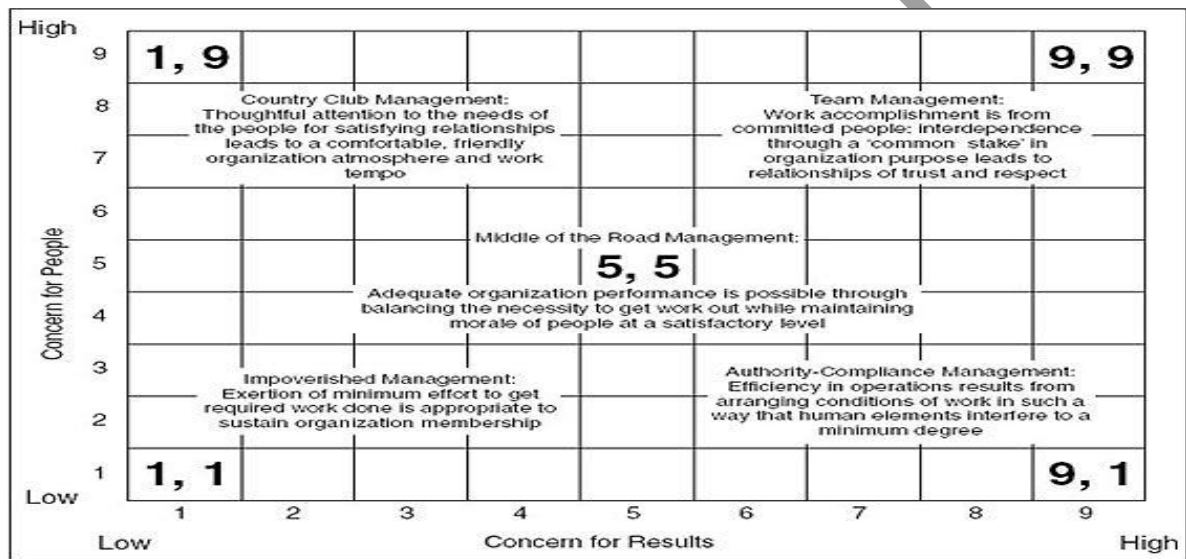 High
9
1, 9
9, 9
8
Country Club Management:
Thoughtful attention to the needs of
the people for satisfying relationships
leads to a comfortable, friendly
organization atmosphere and work
tempo
Team Management:
Work accomplishment is from
committed people: interdependence
through a 'common stake' in
organization purpose leads to
relationships of trust and respect
7
6
Middle of the Road Management:
5
5, 5
Adequate organization performance is possible through
balancing the necessity to get work out while maintaining
morale of people at a satisfactory level
4
Concern for People
3
Impoverished Management:
Exertion of minimum effort to get
required work done is appropriate to
sustain organization membership
Authority-Compliance Management:
Efficiency in operations results from
arranging conditions of work in such a
way that human elements interfere to a
minimum degree
2
1
1, 1
9, 1
Low
1 2 3 4 5 6 7 8 9
Low Concern for Results High